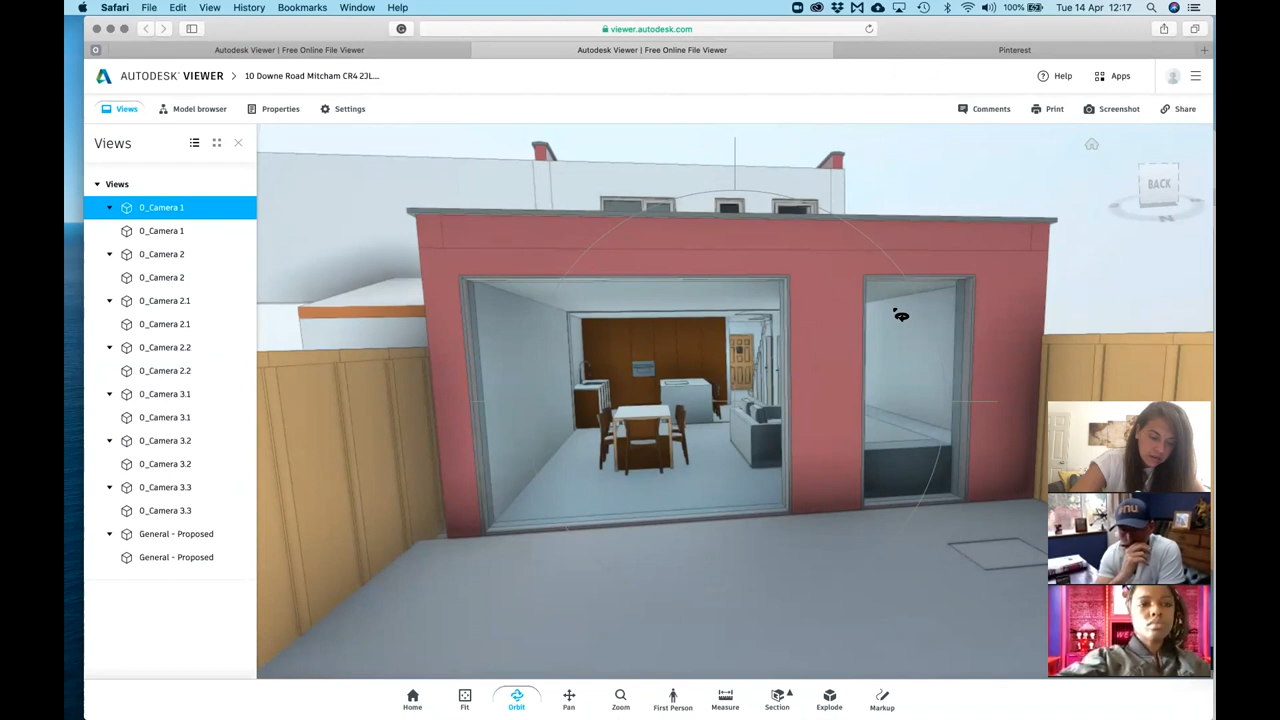 Safari File Edit View History Bookmarks Window Help 100% Tue 14 Apr 12:17
viewer.autodesk.com
Autodesk Viewer | Free Online File Viewer Autodesk Viewer | Free Online File Viewer Pinterest
AUTODESK® VIEWER 10 Downe Road Mitcham CR4 2JL... Help Apps
Views Model browser Properties Settings Comments Print Screenshot Share
Views
Views
0_Camera 1
0_Camera 1
0_Camera 2
0_Camera 2
0_Camera 2.1
0_Camera 2.1
0_Camera 2.2
0_Camera 2.2
0_Camera 3.1
0_Camera 3.1
0_Camera 3.2
0_Camera 3.2
0_Camera 3.3
0_Camera 3.3
General - Proposed
General - Proposed
BACK
Home Fit Orbit Pan Zoom First Person Measure Section Explode Markup